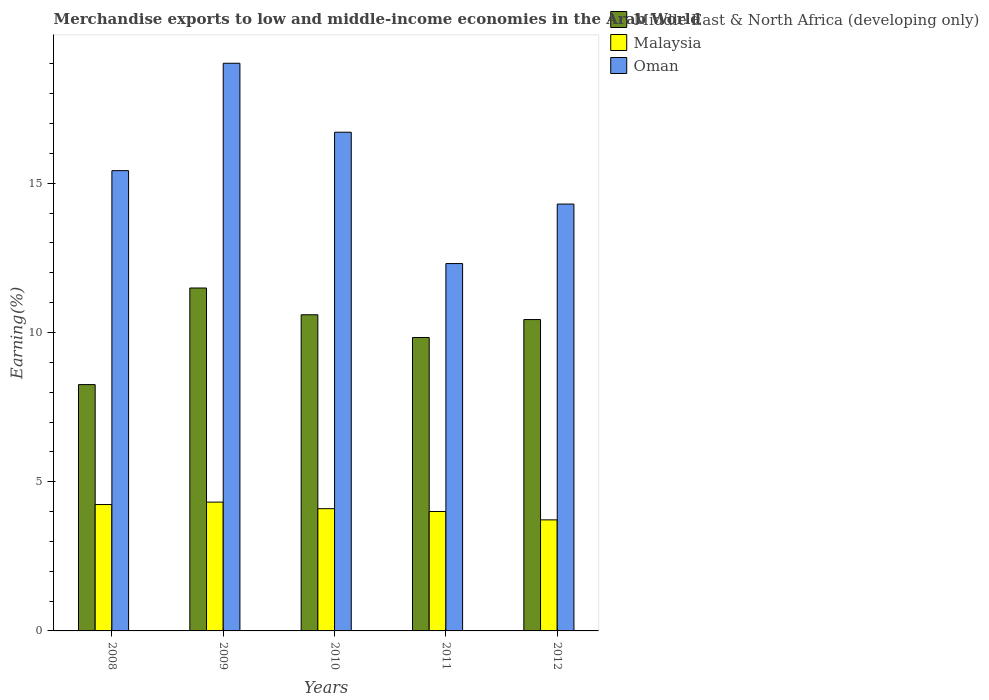 Merchandise exports to low and middle-income economies in the Arab World
Middle East & North Africa (developing only)
Malaysia
Oman
Earning(%)
15
10
5
0
2008
2009
2010
2011
2012
Years